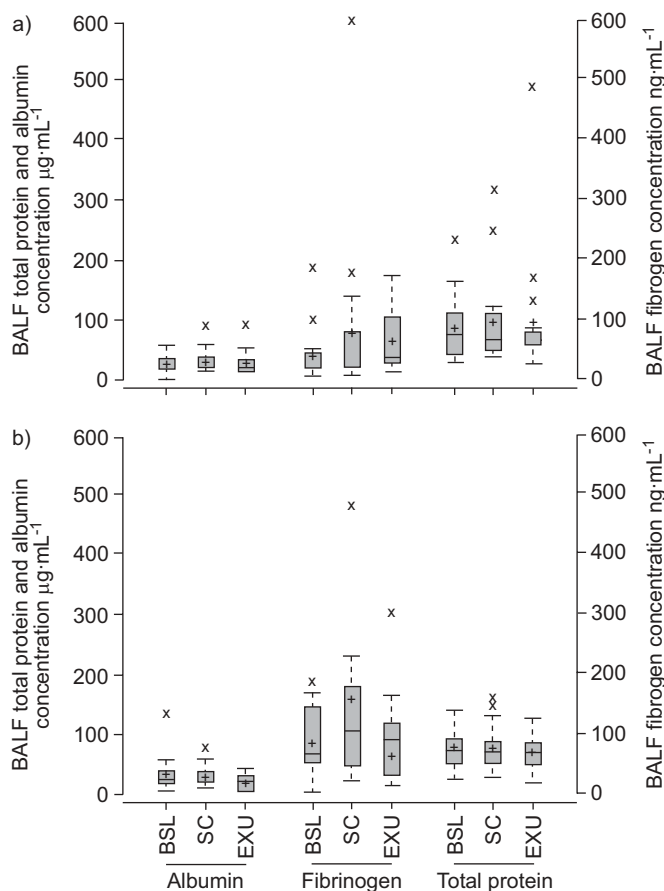 a)
600
500
400
300
200
100
0
BALF total protein and albumin
concentration µg·mL-1
600
500
400
300
200
100
0
BALF fibrogen concentration ng·mL-1
b)
600
500
400
300
200
100
0
BALF total protein and albumin
concentration µg·mL-1
600
500
400
300
200
100
0
BALF fibrogen concentration ng·mL-1
BSL SC EXU BSL SC EXU BSL SC EXU
Albumin Fibrinogen Total protein